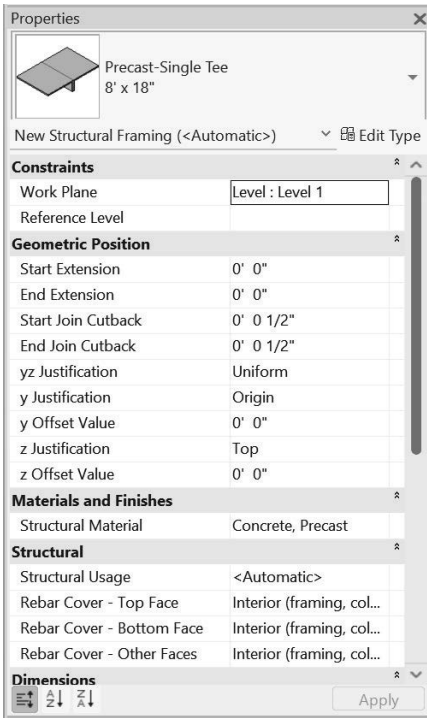 Properties
Precast-Single Tee
8' x 18"
New Structural Framing (<Automatic>) Edit Type
Constraints
Work Plane Level : Level 1
Reference Level
Geometric Position
Start Extension 0' 0"
End Extension 0' 0"
Start Join Cutback 0' 0 1/2"
End Join Cutback 0' 0 1/2"
yz Justification Uniform
y Justification Origin
y Offset Value 0' 0"
z Justification Top
z Offset Value 0' 0"
Materials and Finishes
Structural Material Concrete, Precast
Structural
Structural Usage <Automatic>
Rebar Cover - Top Face Interior (framing, col...
Rebar Cover - Bottom Face Interior (framing, col...
Rebar Cover - Other Faces Interior (framing, col...
Dimensions
Apply